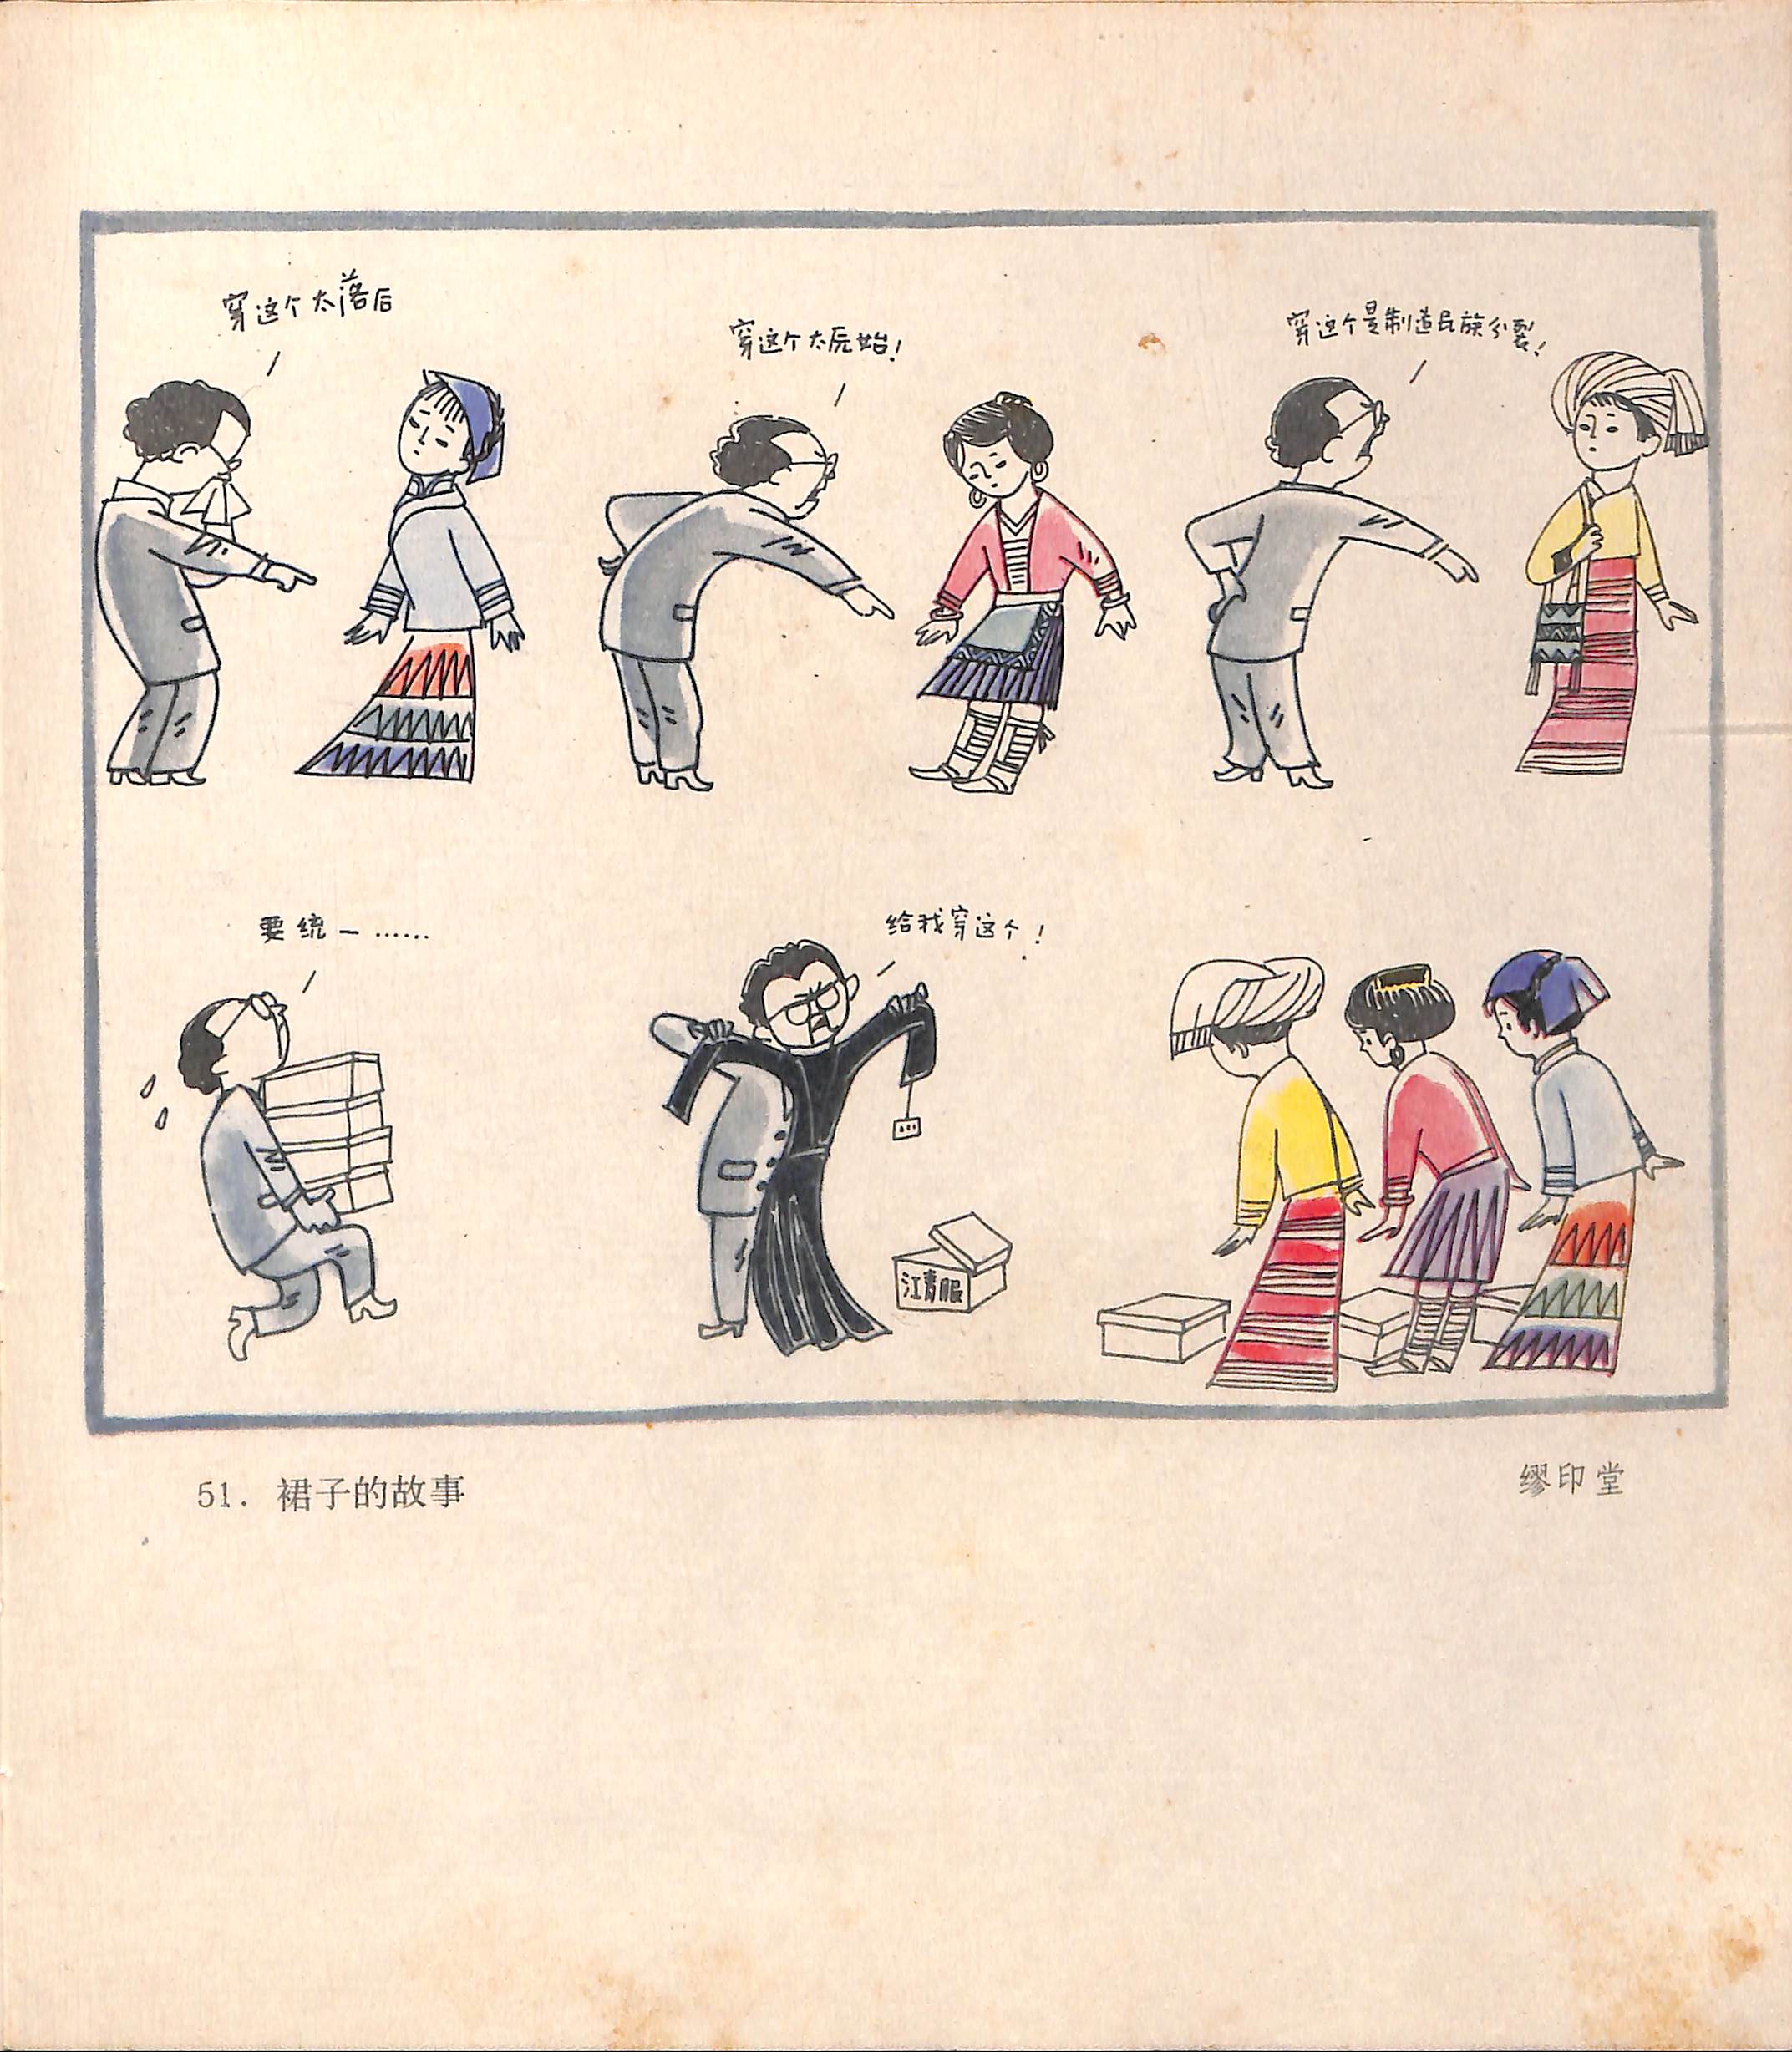 穿这个太落后
穿这个太原始！
穿这个是制造民族分裂！
要统一……
给我穿这个！
江青服
51. 裙子的故事
缪印堂